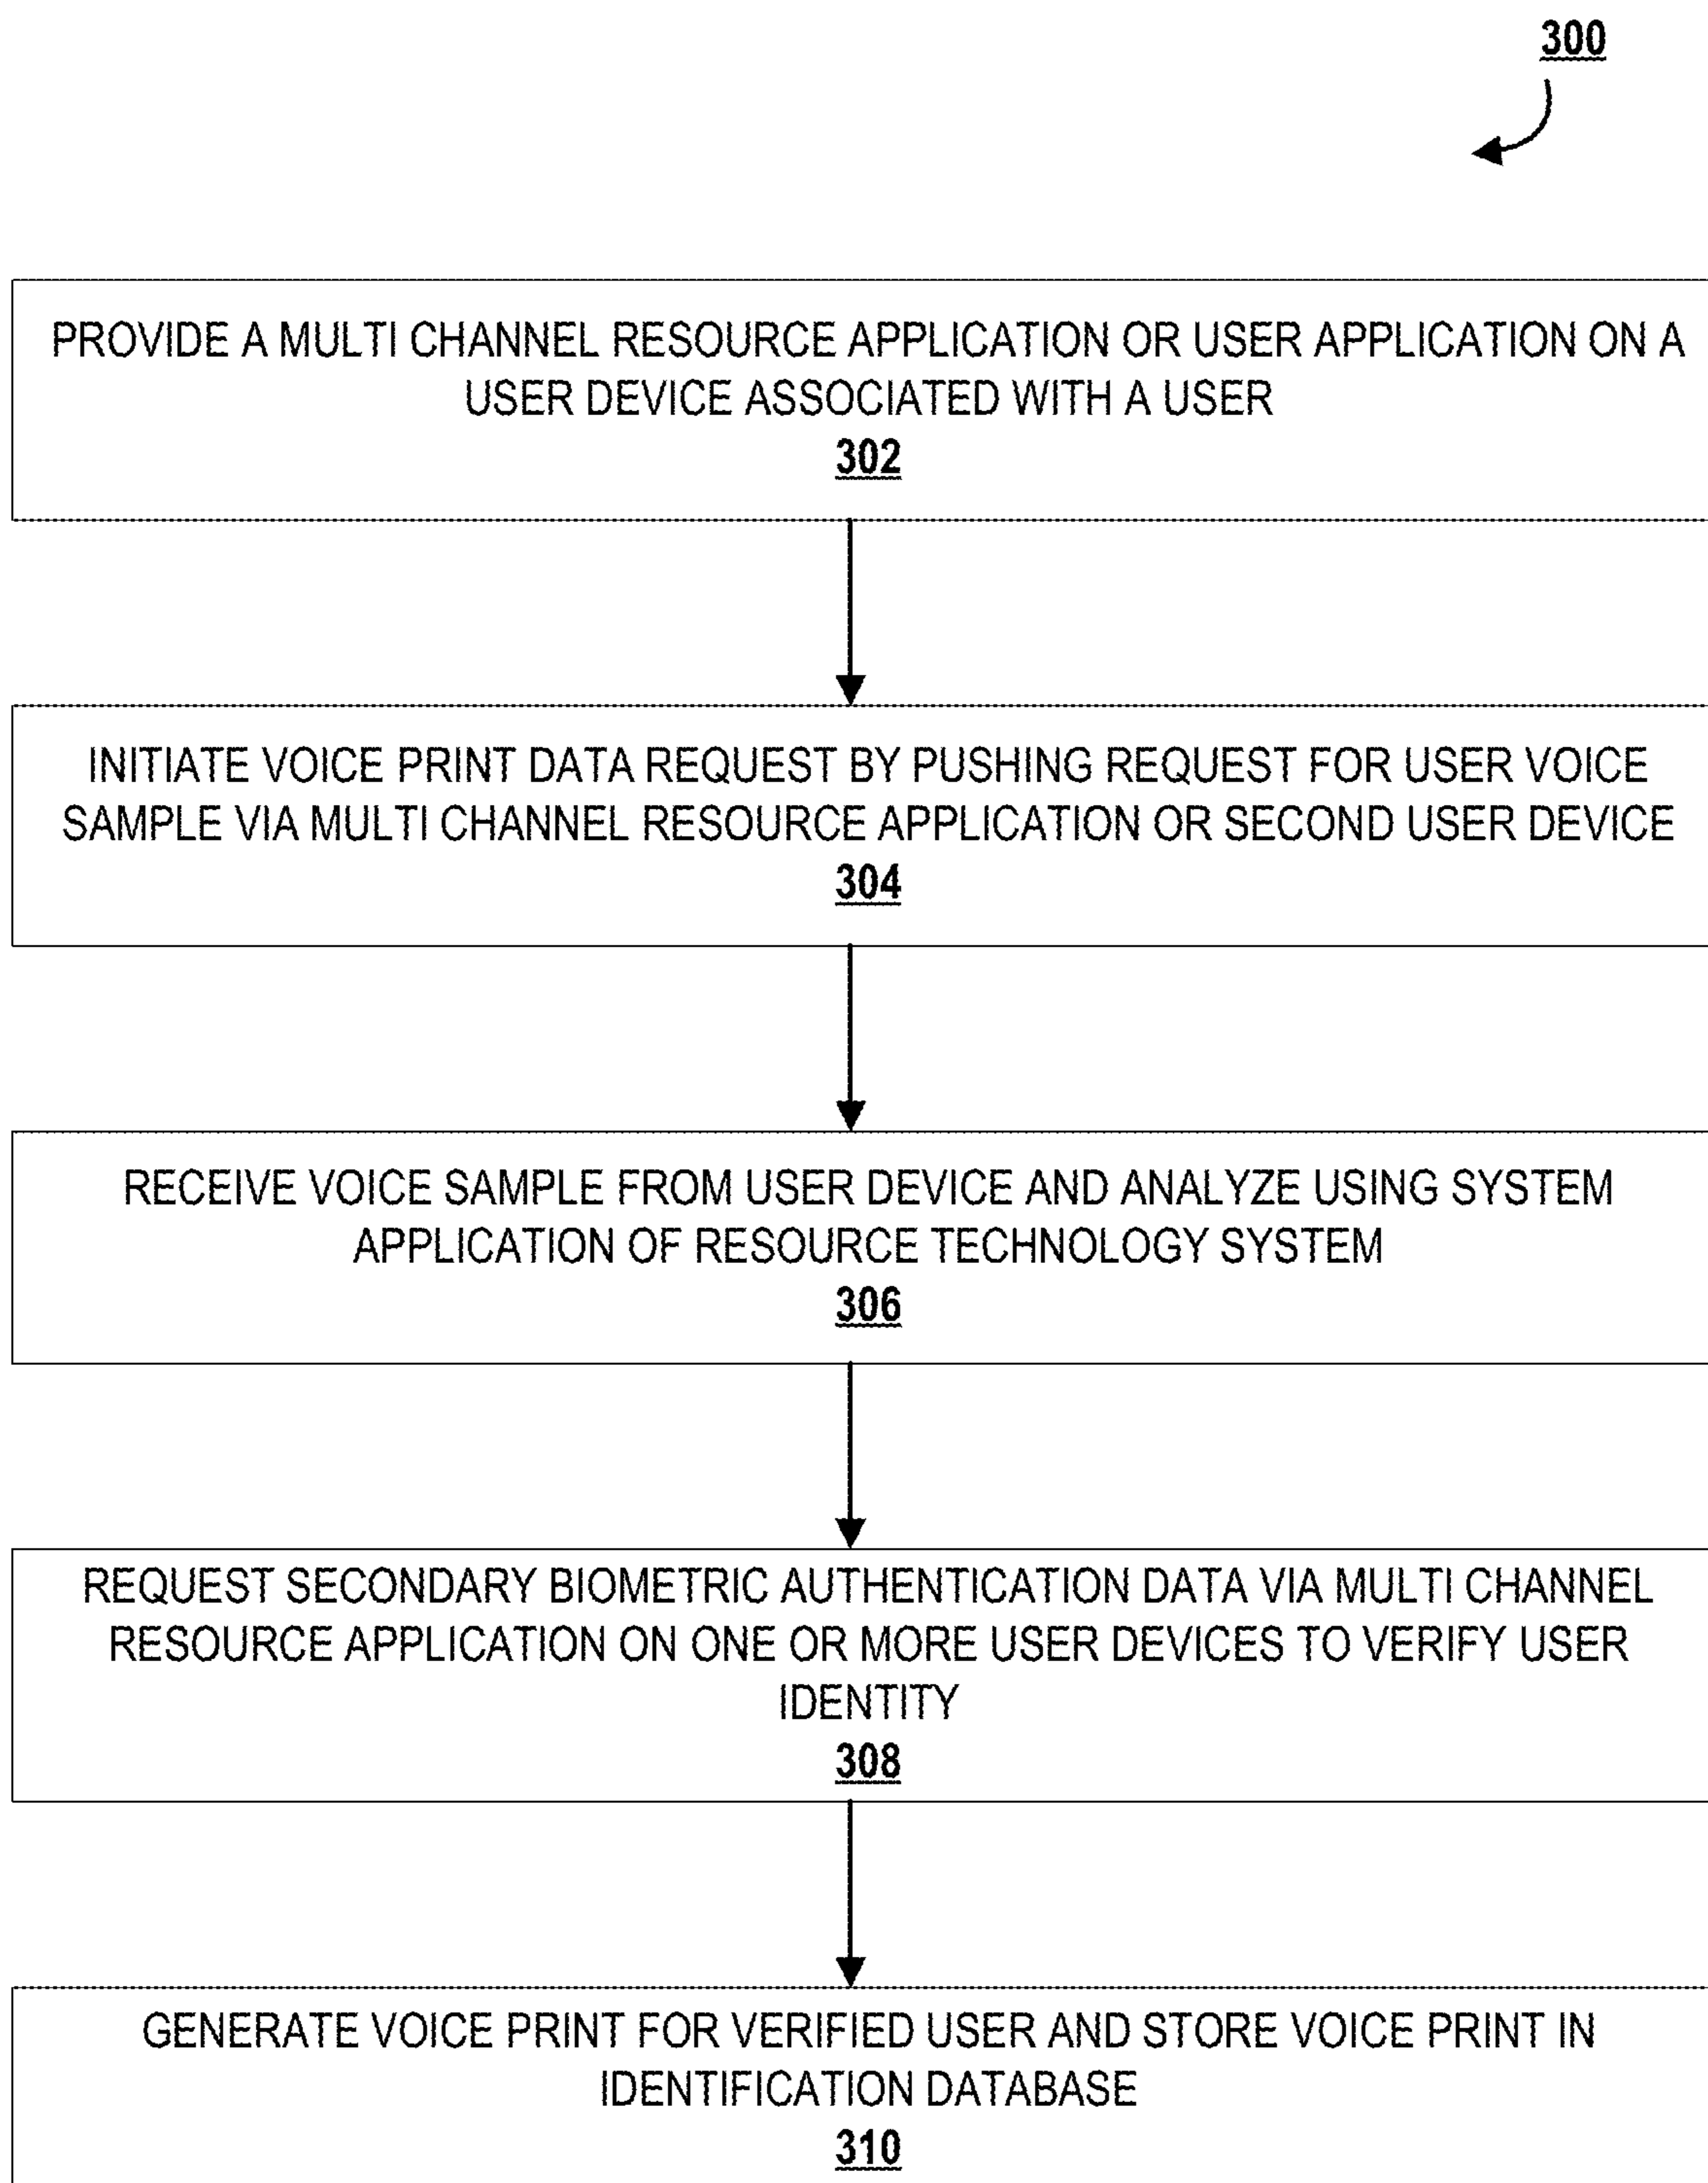 300
PROVIDE A MULTI CHANNEL RESOURCE APPLICATION OR USER APPLICATION ON A
USER DEVICE ASSOCIATED WITH A USER
302
INITIATE VOICE PRINT DATA REQUEST BY PUSHING REQUEST FOR USER VOICE
SAMPLE VIA MULTI CHANNEL RESOURCE APPLICATION OR SECOND USER DEVICE
304
RECEIVE VOICE SAMPLE FROM USER DEVICE AND ANALYZE USING SYSTEM
APPLICATION OF RESOURCE TECHNOLOGY SYSTEM
306
REQUEST SECONDARY BIOMETRIC AUTHENTICATION DATA VIA MULTI CHANNEL
RESOURCE APPLICATION ON ONE OR MORE USER DEVICES TO VERIFY USER
IDENTITY
308
GENERATE VOICE PRINT FOR VERIFIED USER AND STORE VOICE PRINT IN
IDENTIFICATION DATABASE
310